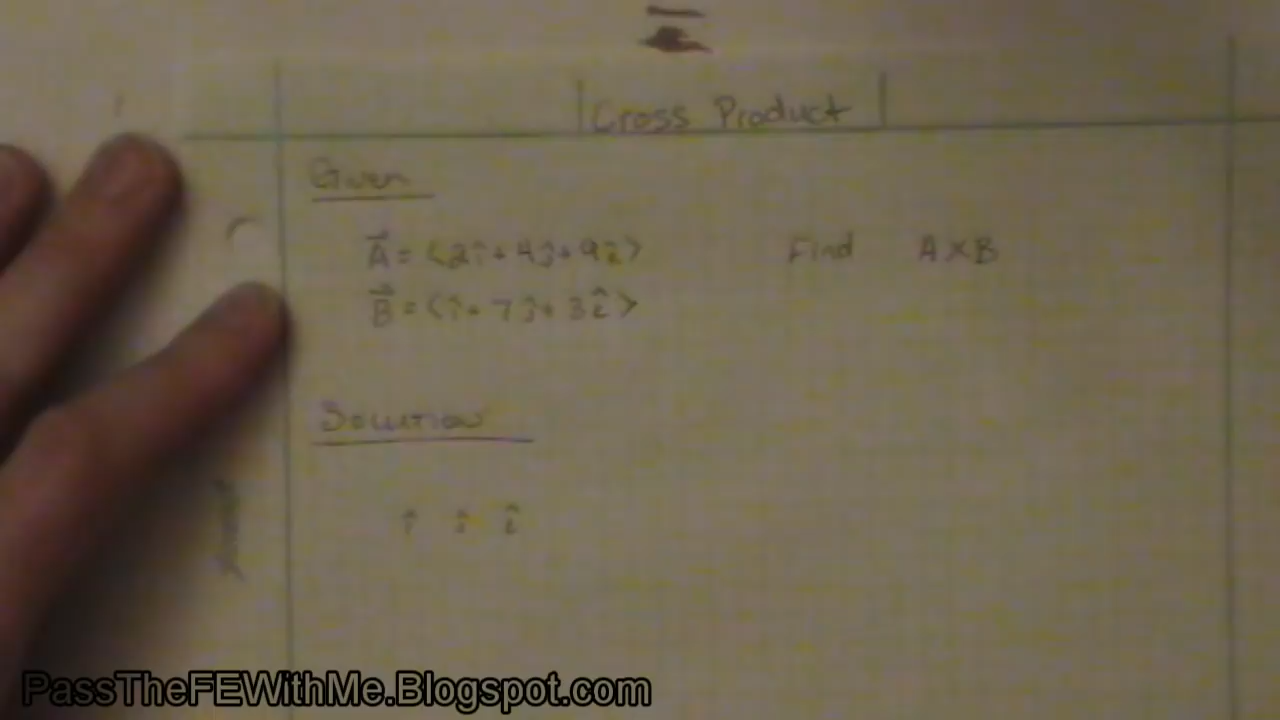 Cross Product
Given
A⃗ = ⟨2î + 4ĵ + 9k̂⟩ Find A×B
B⃗ = ⟨î + 7ĵ + 3k̂⟩
Solution
î ĵ k̂
PassTheFEWithMe.Blogspot.com